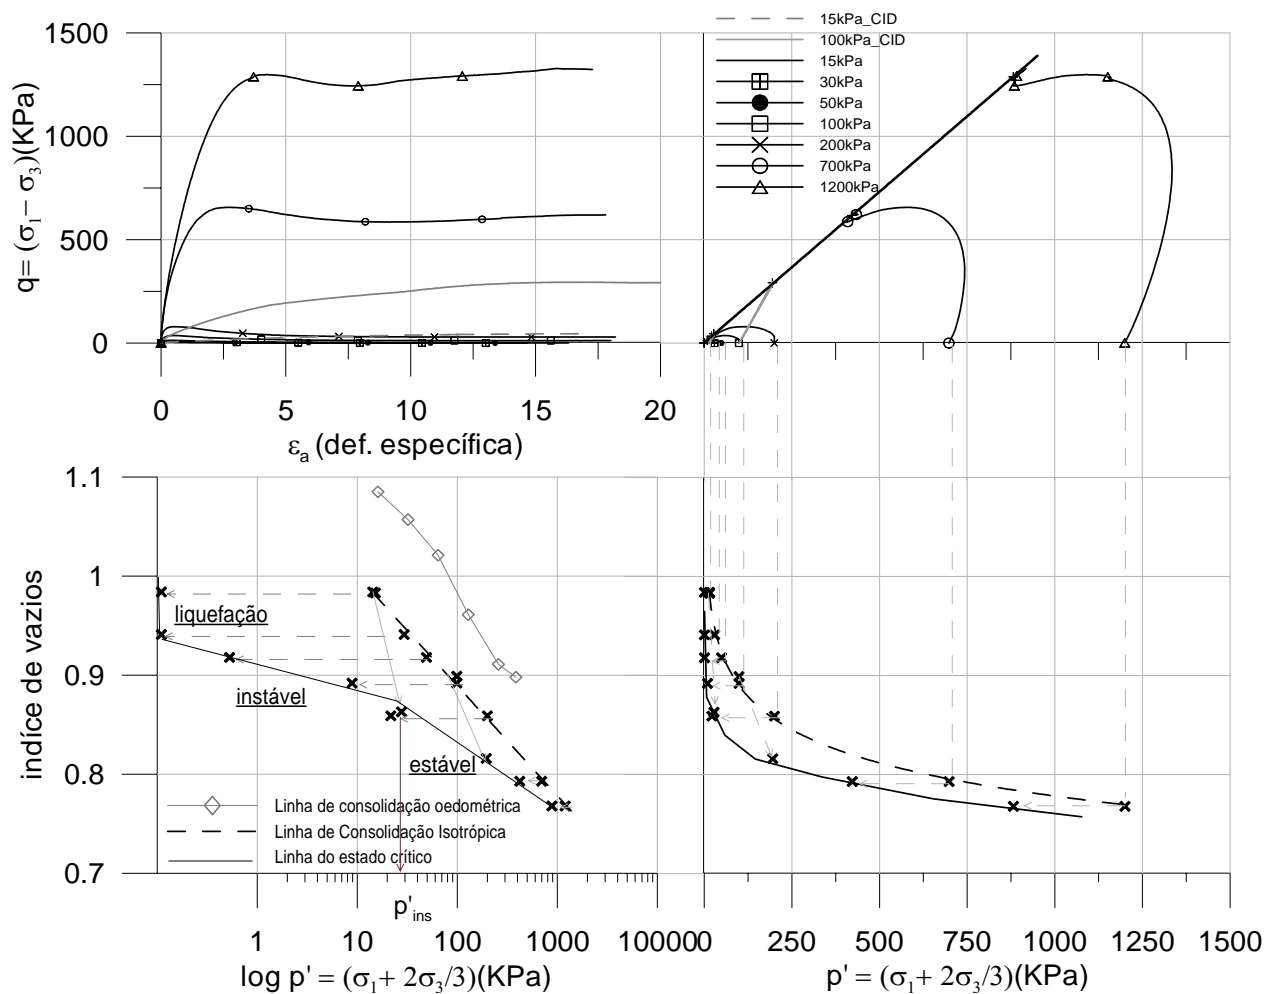 1500
1000
500
0
q= (σ1 − σ3)(KPa)
0 5 10 15 20
εa (def. específica)
15kPa_CID
100kPa_CID
15kPa
30kPa
50kPa
100kPa
200kPa
700kPa
1200kPa
1.1
1
0.9
0.8
0.7
indíce de vazios
liquefação
instável
estável
Linha de consolidação oedométrica
Linha de Consolidação Isotrópica
Linha do estado crítico
p'ins
1 10 100 1000 10000
log p' = (σ1+ 2σ3/3)(KPa)
0 250 500 750 1000 1250 1500
p' = (σ1+ 2σ3/3)(KPa)